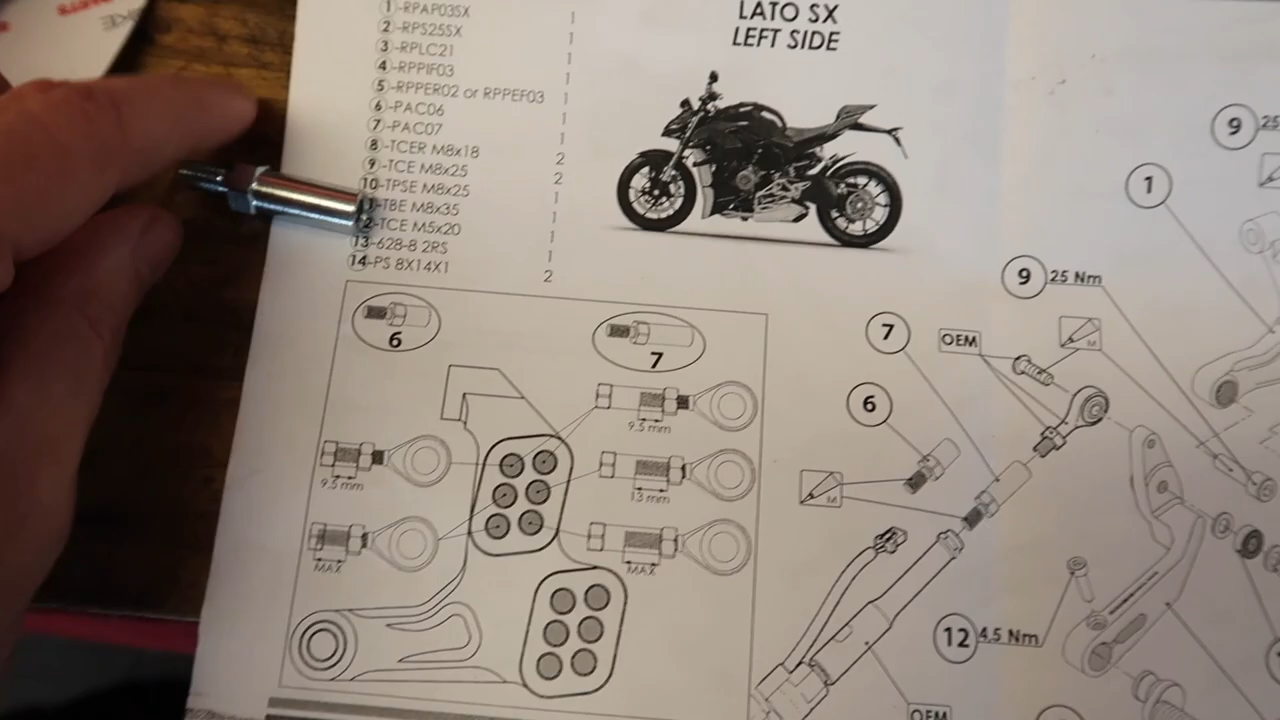 1-RPAP03SX 1
2-RPS25SX 1
3-RPLC21 1
4-RPPIF03 1
5-RPPER02 or RPPEF03 1
6-PAC06 1
7-PAC07 1
8-TCER M8x18 2
9-TCE M8x25 2
10-TPSE M8x25 1
11-TBE M8x35 1
12-TCE M5x20 1
13-628-8 2RS 1
14-PS 8X14X1 2
LATO SX
LEFT SIDE
6
7
9.5 mm
9.5 mm
13 mm
MAX
MAX
9 25
1
9 25 Nm
7
OEM
M
6
M
12 4,5 Nm
OEM